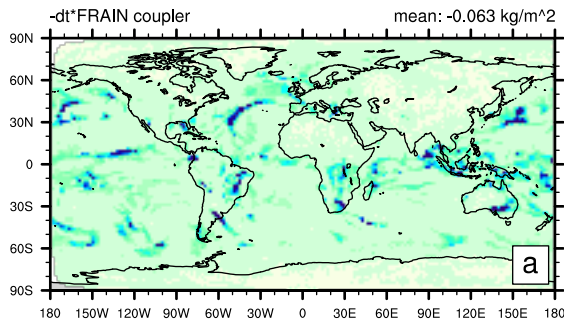 -dt*FRAIN coupler
mean: -0.063 kg/m^2
90N
60N
30N
0
30S
60S
90S
a
180 150W 120W 90W 60W 30W 0 30E 60E 90E 120E 150E 180